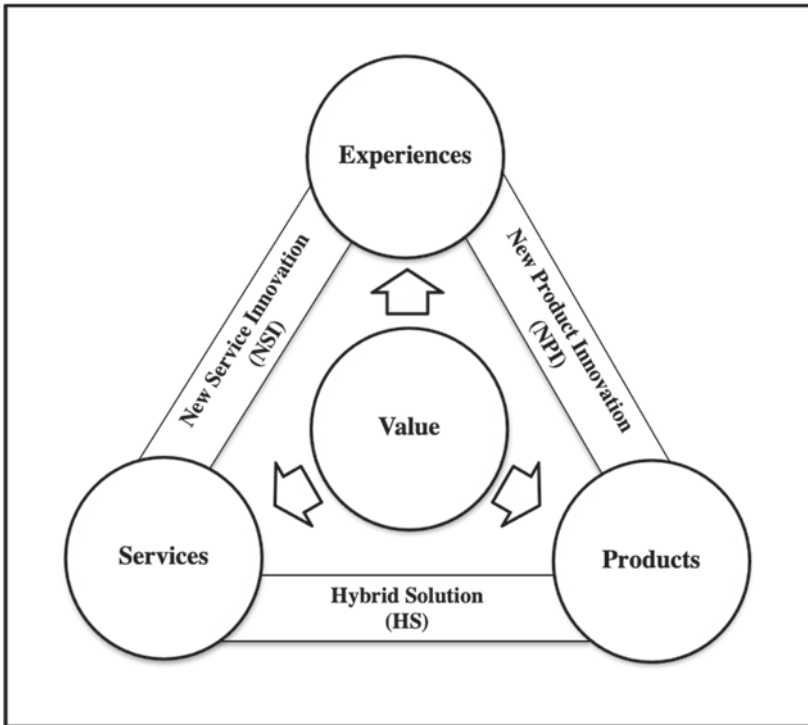 Experiences
New Service Innovation
(NSI)
New Product Innovation
(NPI)
Value
Services
Products
Hybrid Solution
(HS)